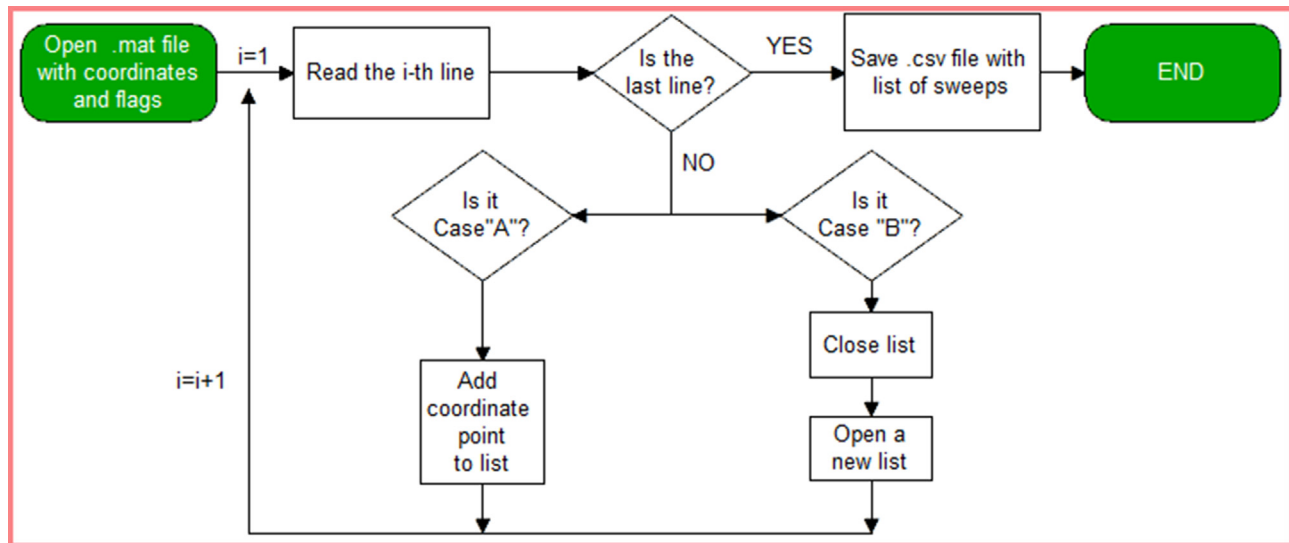 Open .mat file
with coordinates
and flags
i=1
Read the i-th line
Is the
last line?
YES
Save .csv file with
list of sweeps
END
NO
Is it
Case"A"?
Is it
Case "B"?
Close list
i=i+1
Add
coordinate
point
to list
Open a
new list